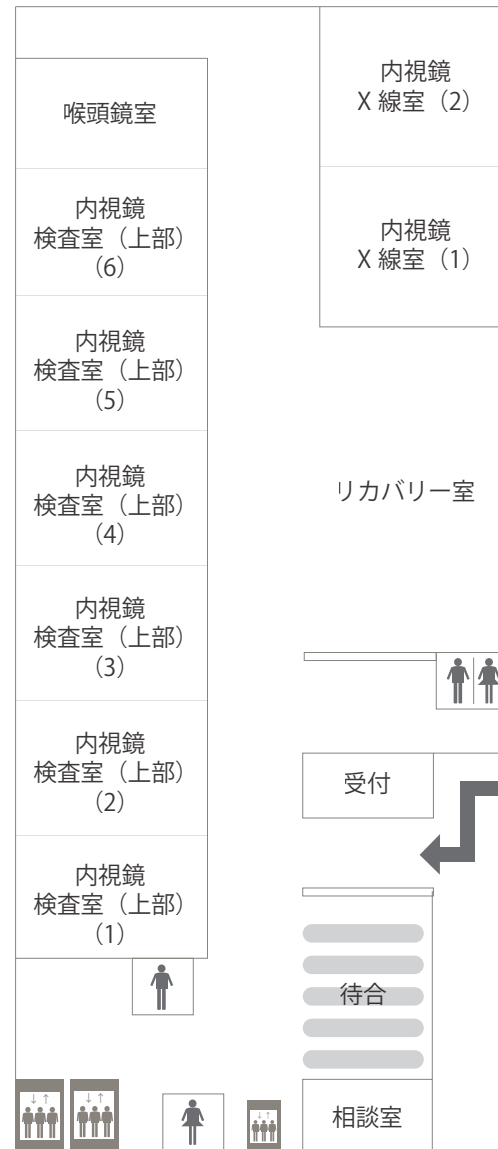 喉頭鏡室
内視鏡
検査室（上部）
（6）
内視鏡
検査室（上部）
（5）
内視鏡
検査室（上部）
（4）
内視鏡
検査室（上部）
（3）
内視鏡
検査室（上部）
（2）
内視鏡
検査室（上部）
（1）
内視鏡
X 線室（2）
内視鏡
X 線室（1）
リカバリー室
受付
待合
相談室